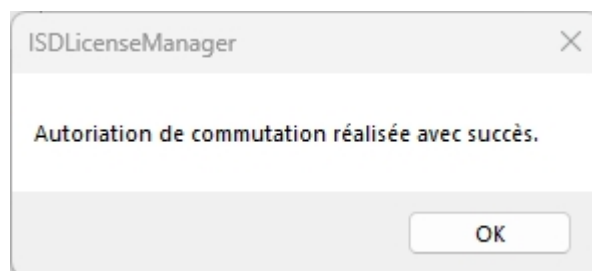 ISDLicenseManager
Autoriation de commutation réalisée avec succès.
OK